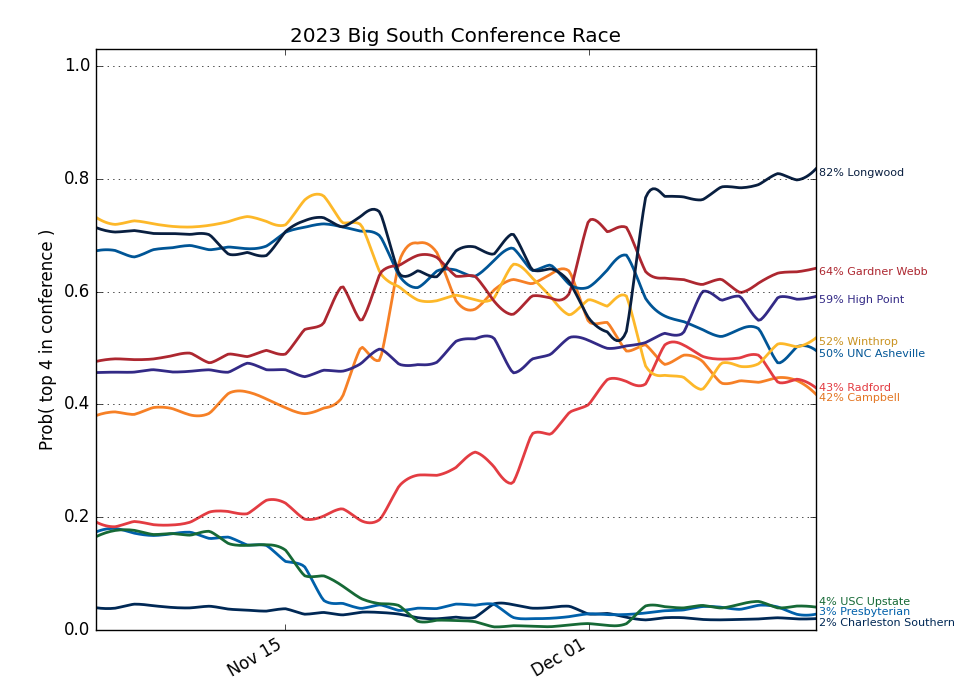 2023 Big South Conference Race
Prob( top 4 in conference )
1.0
0.8
0.6
0.4
0.2
0.0
Nov 15
Dec 01
82% Longwood
64% Gardner Webb
59% High Point
52% Winthrop
50% UNC Asheville
43% Radford
42% Campbell
4% USC Upstate
3% Presbyterian
2% Charleston Southern